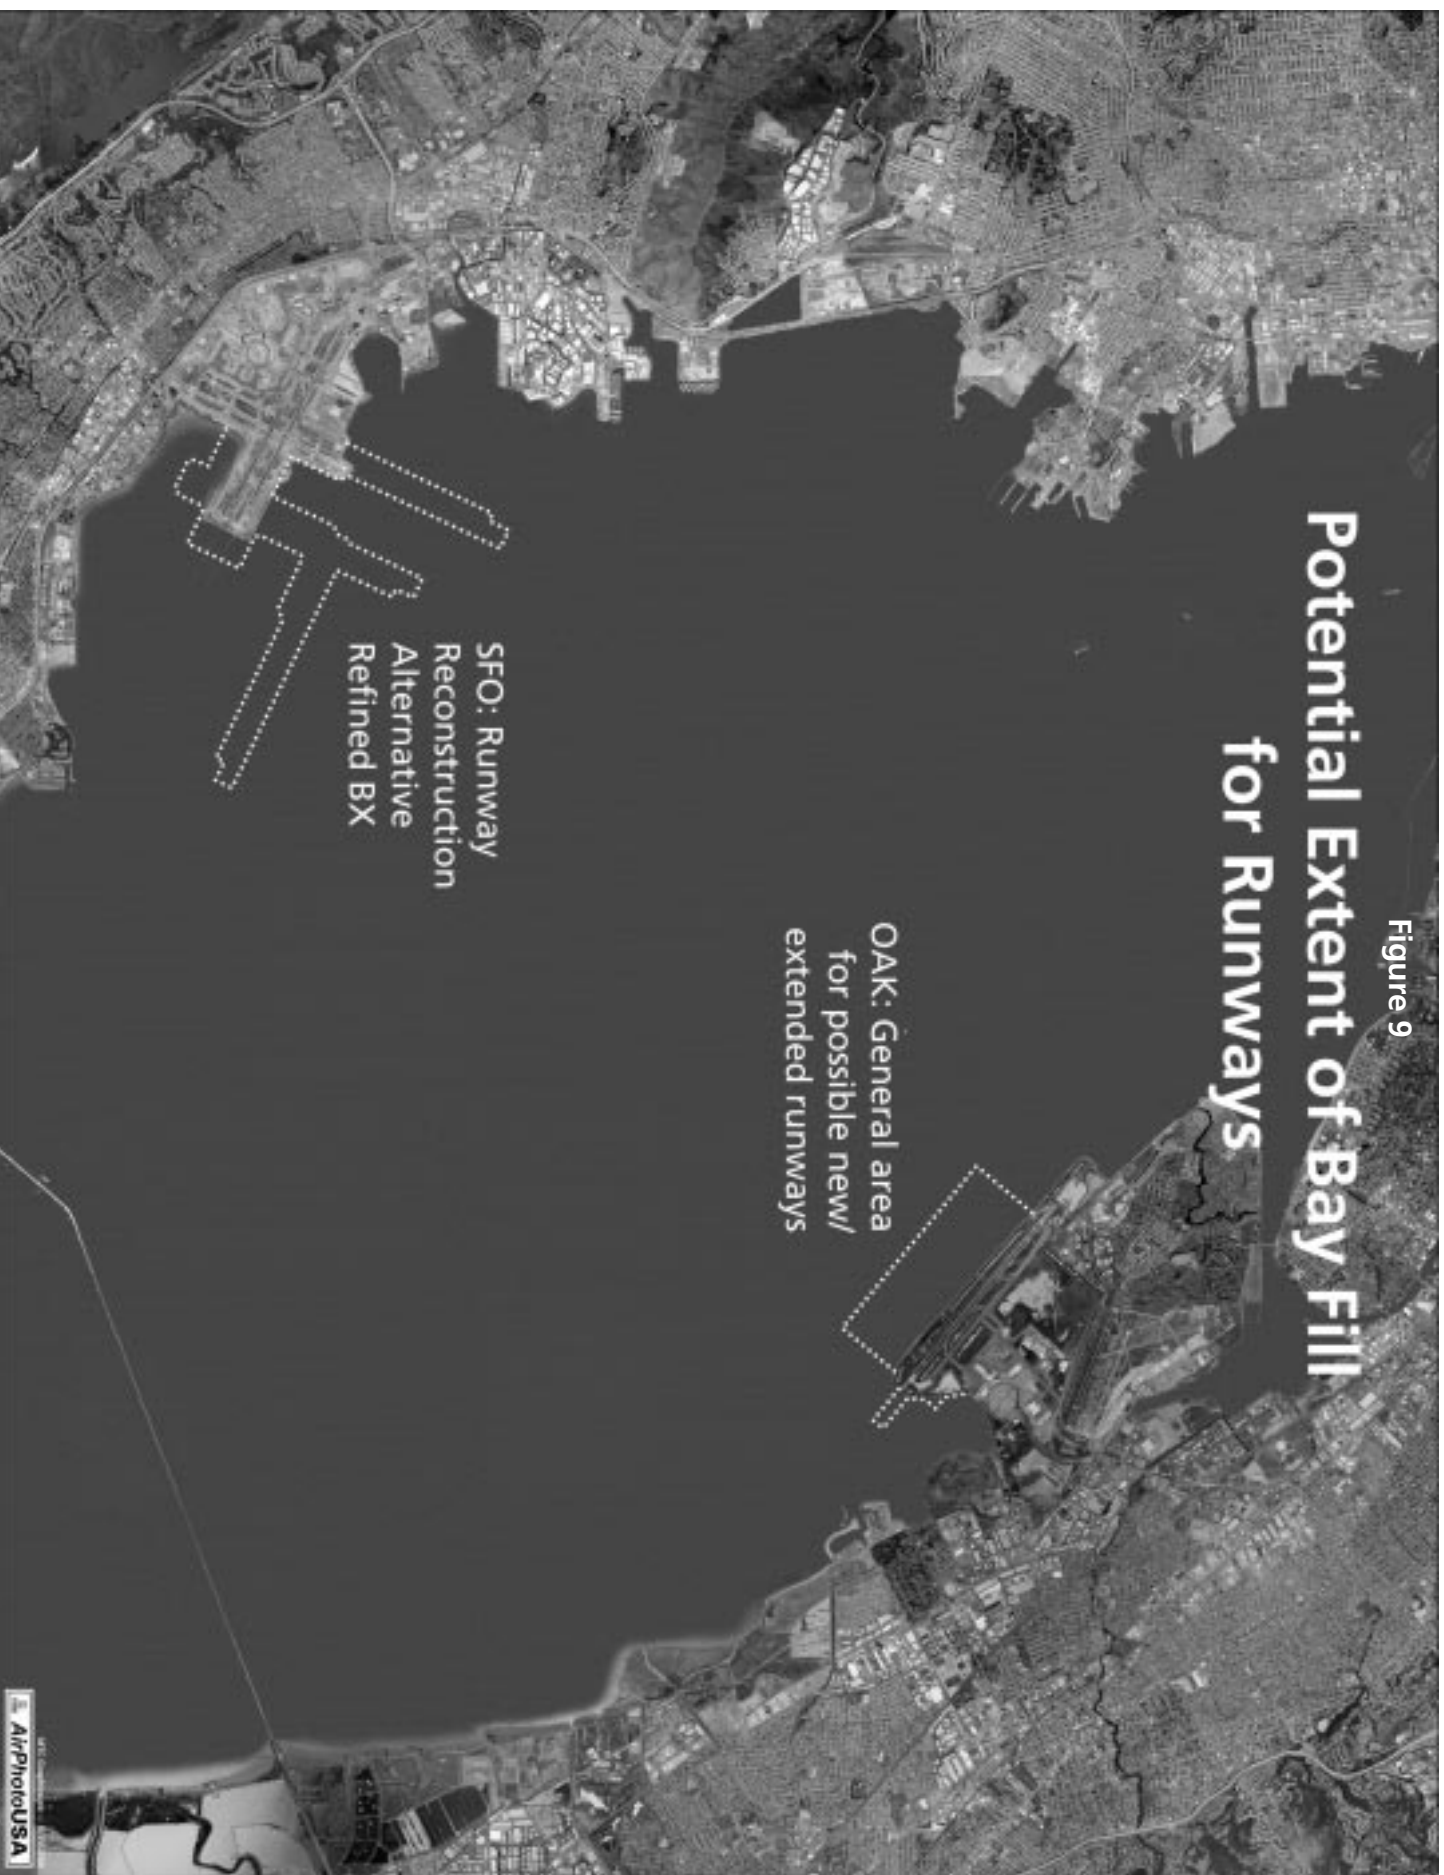 Figure 9
Potential Extent of Bay Fill
for Runways
OAK: General area
for possible new/
extended runways
SFO: Runway
Reconstruction
Alternative
Refined BX
AirPhotoUSA